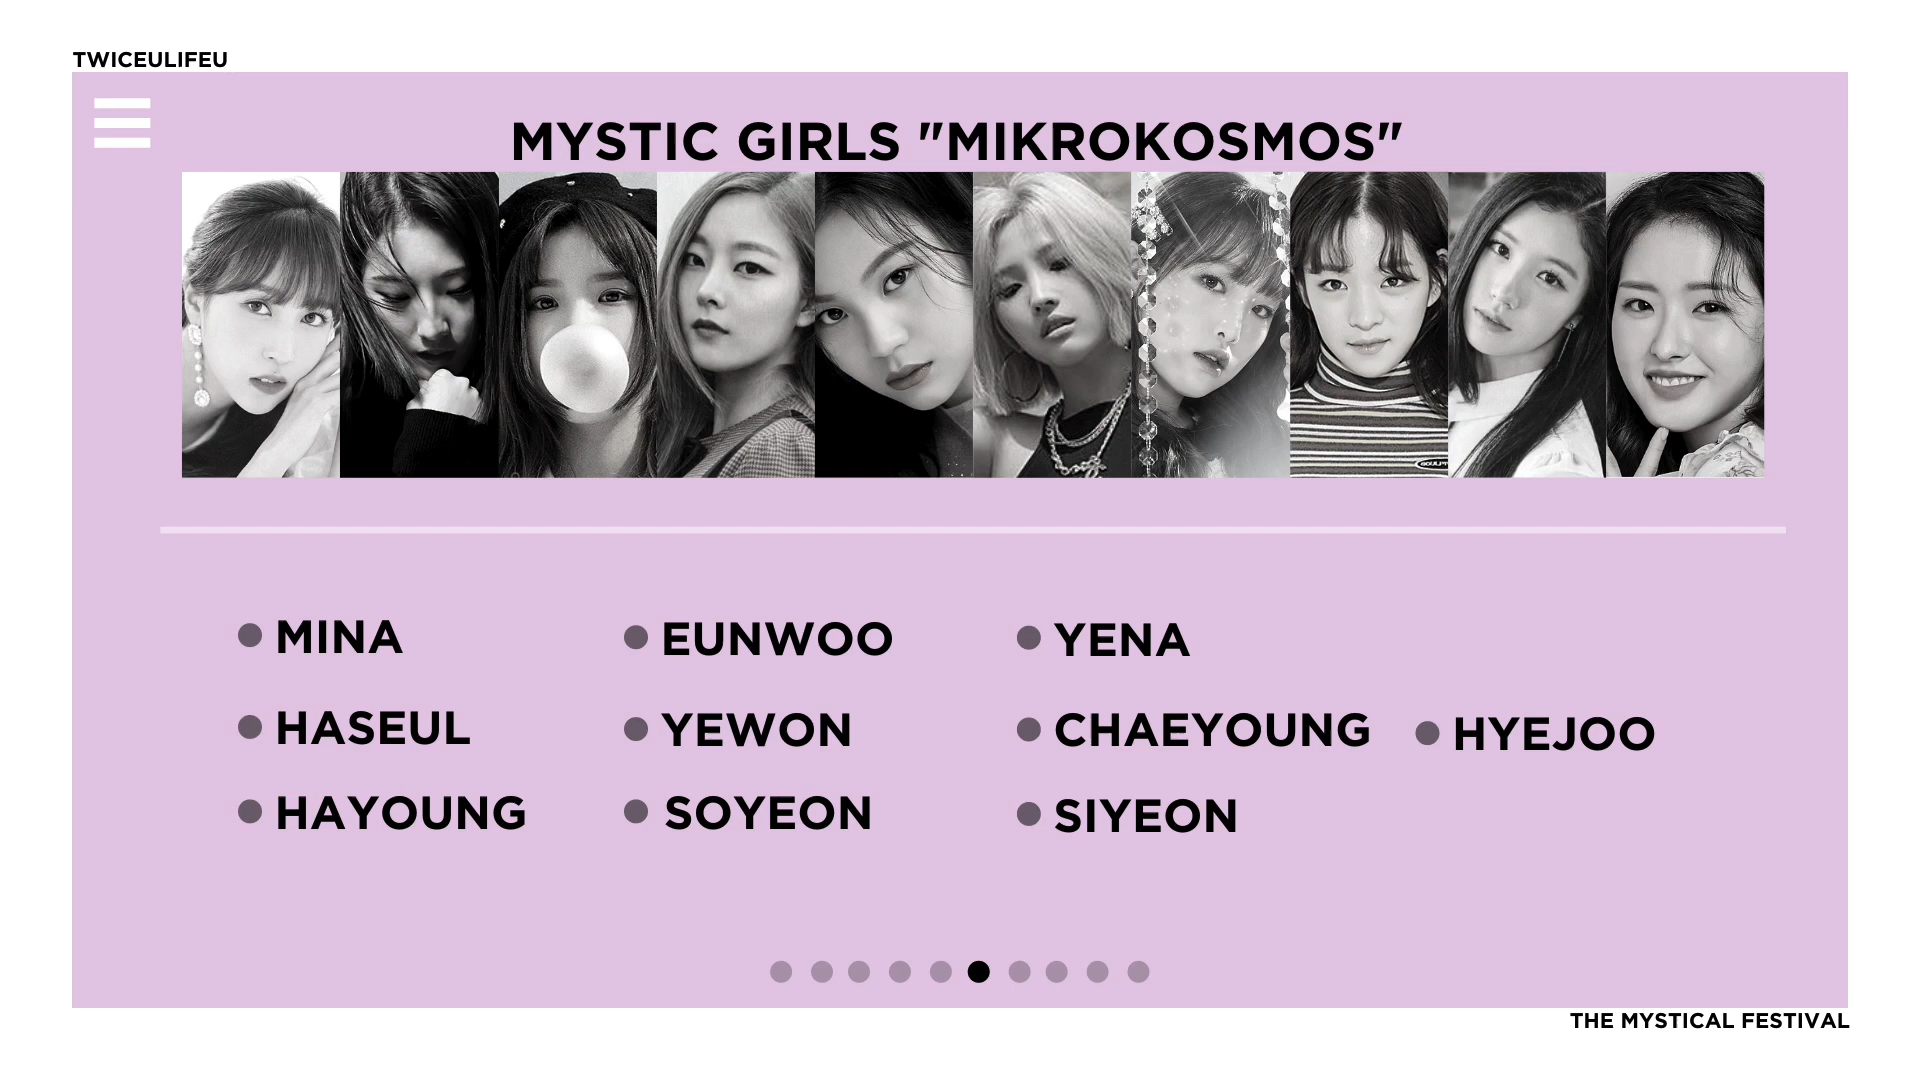 TWICEULIFEU
MYSTIC GIRLS "MIKROKOSMOS"
MINA
HASEUL
HAYOUNG
EUNWOO
YEWON
SOYEON
YENA
CHAEYOUNG
SIYEON
HYEJOO
THE MYSTICAL FESTIVAL